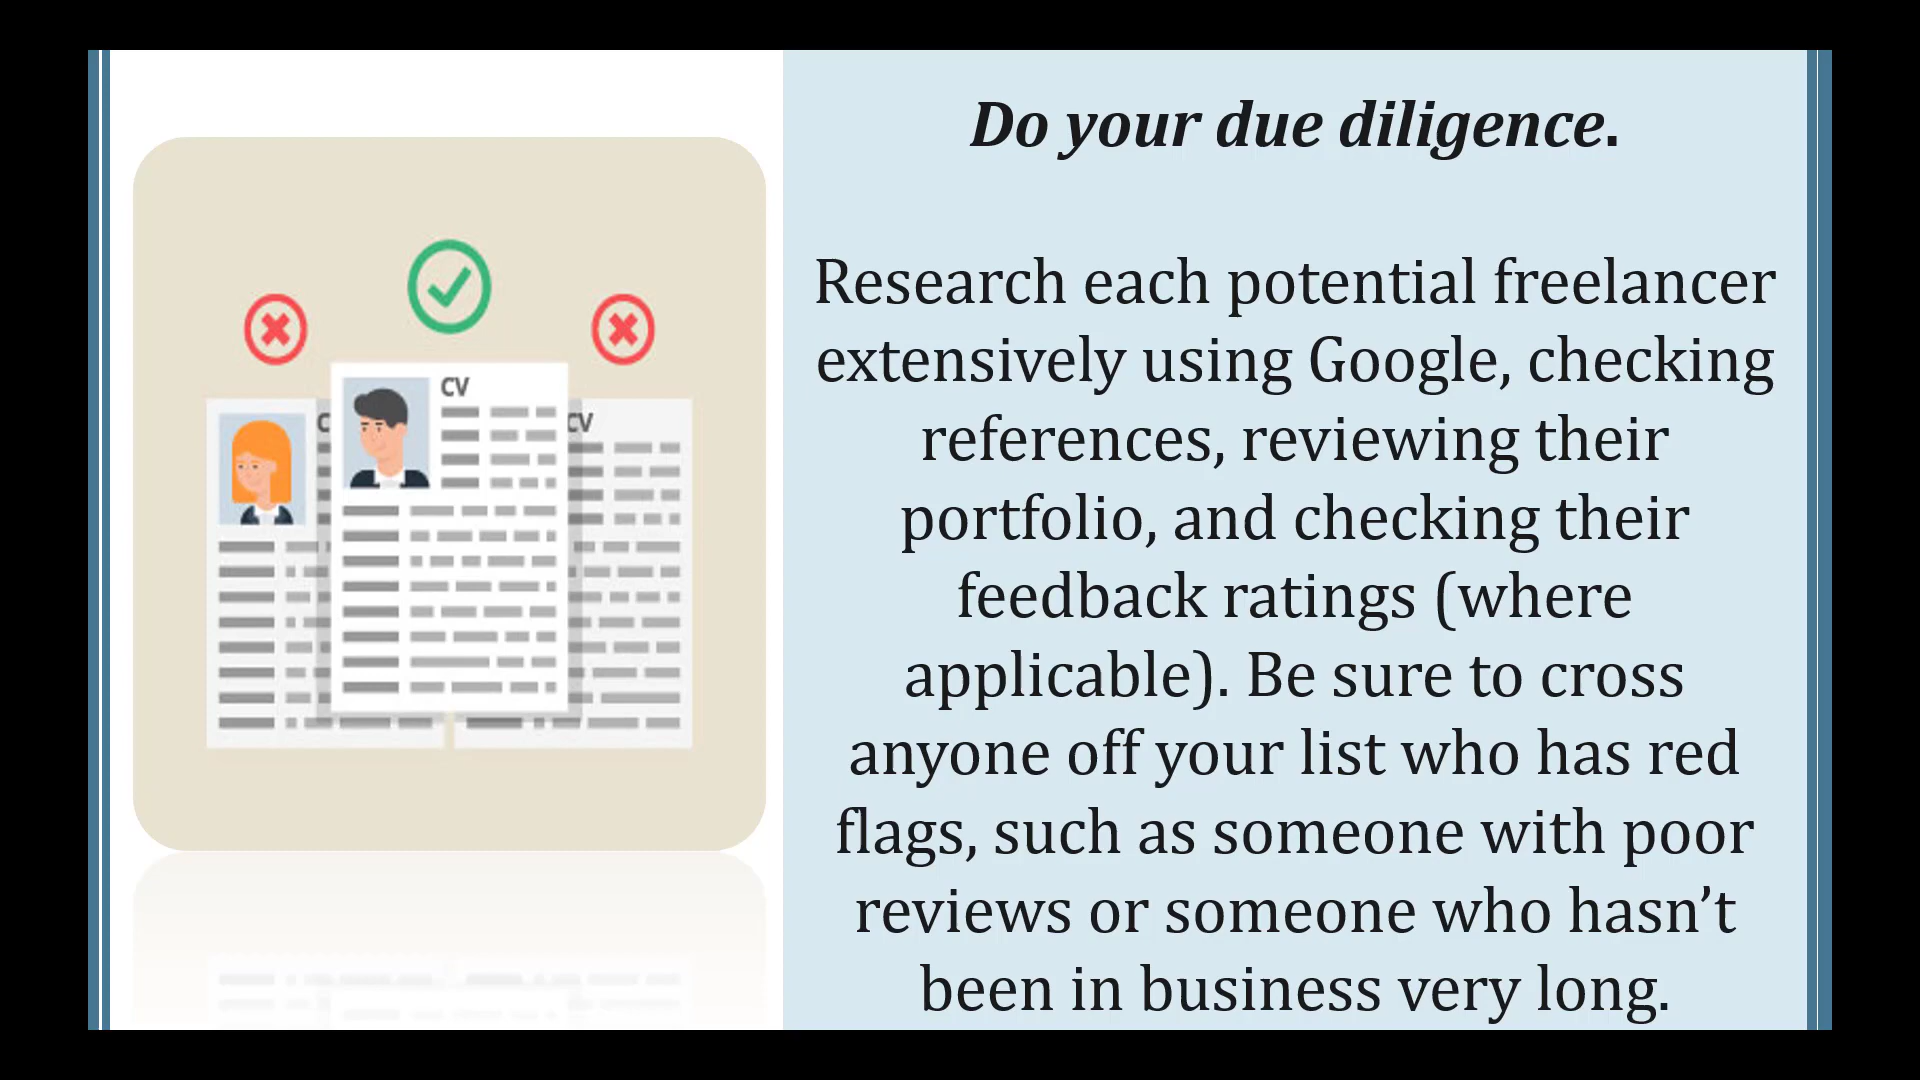 Do your due diligence.
Research each potential freelancer
extensively using Google, checking
references, reviewing their
portfolio, and checking their
feedback ratings (where
applicable). Be sure to cross
anyone off your list who has red
flags, such as someone with poor
reviews or someone who hasn’t
been in business very long.
CV
C
CV